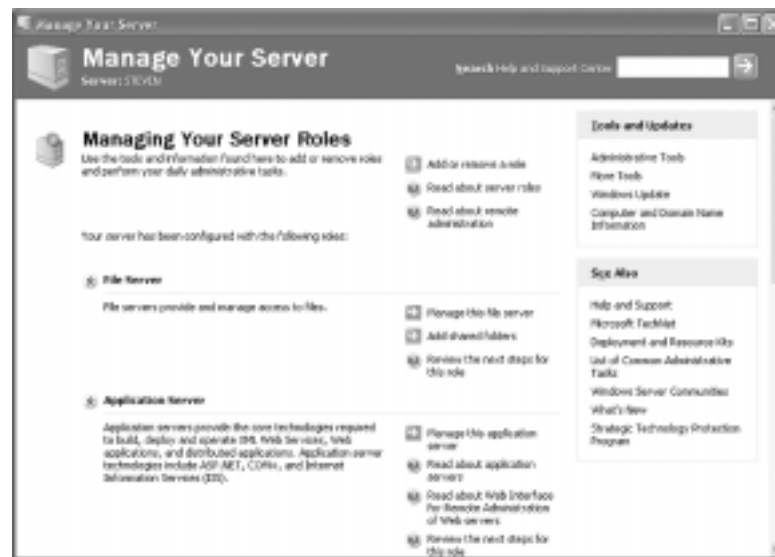 Manage Your Server
Manage Your Server
Server: STEVEN
Search Help and Support Center
Managing Your Server Roles
Use the tools and information found here to add or remove roles
and perform your daily administrative tasks.
Add or remove a role
Read about server roles
Read about remote
administration
Your server has been configured with the following roles:
File Server
File servers provide and manage access to files.
Manage this file server
Add shared folders
Review the next steps for
this role
Application Server
Application servers provide the core technologies required
to build, deploy and operate XML Web Services, Web
applications, and distributed applications. Application server
technologies include ASP.NET, COM+, and Internet
Information Services (IIS).
Manage this application
server
Read about application
servers
Read about Web Interface
for Remote Administration
of Web servers
Review the next steps for
this role
Tools and Updates
Administrative Tools
More Tools
Windows Update
Computer and Domain Name
Information
See Also
Help and Support
Microsoft TechNet
Deployment and Resource Kits
List of Common Administrative
Tasks
Windows Server Communities
What's New
Strategic Technology Protection
Program